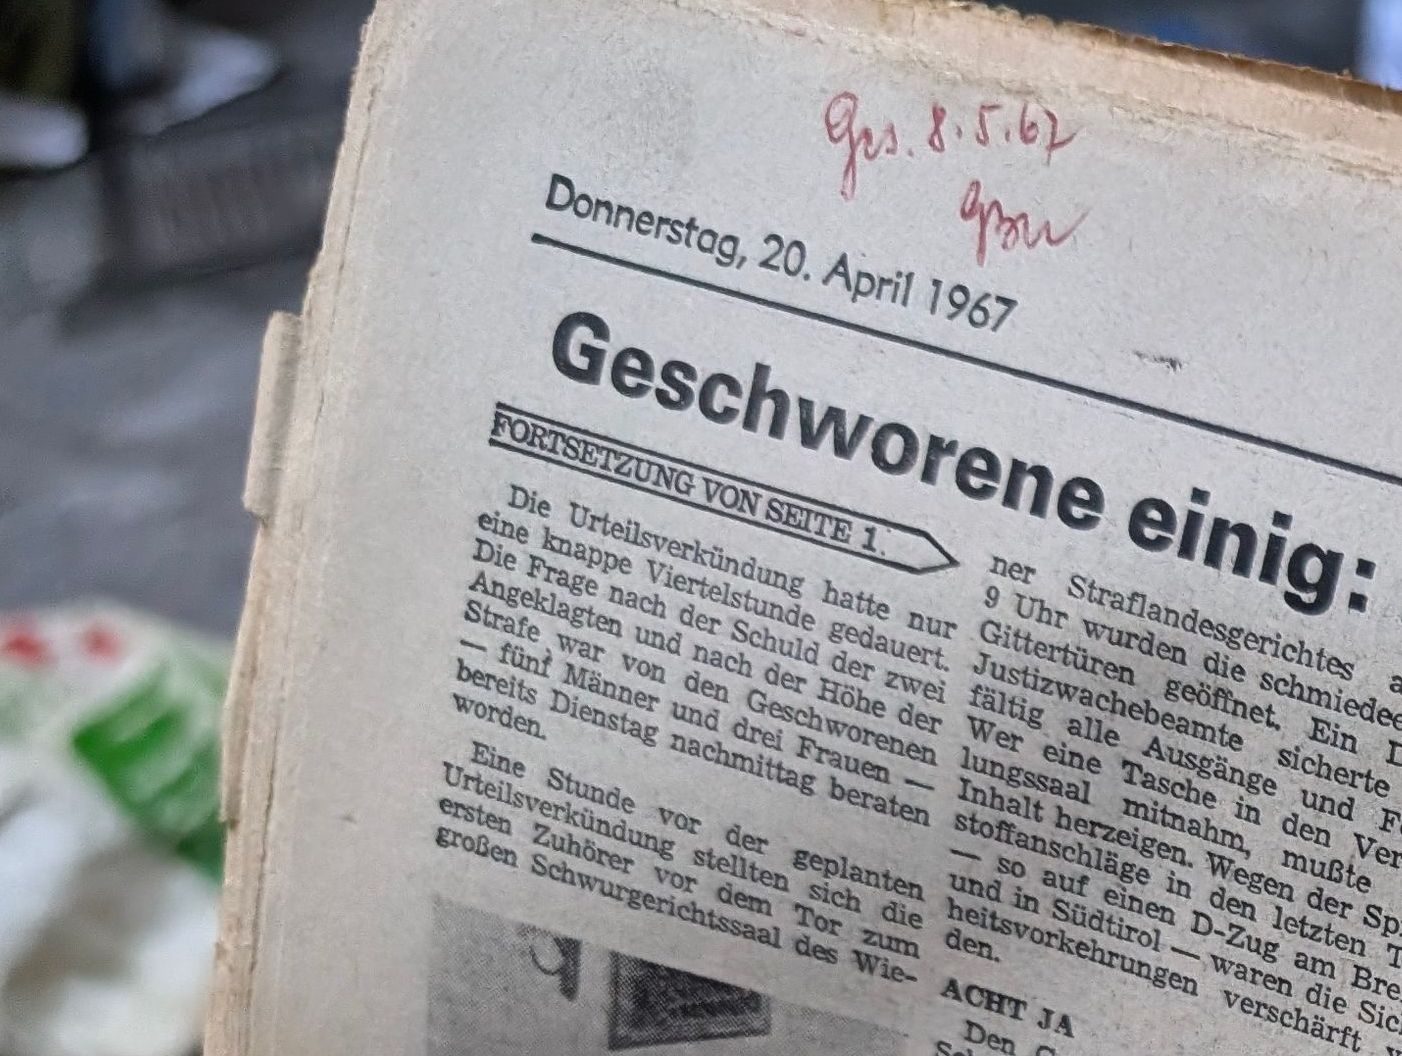 Ges. 8.5.67
Donnerstag, 20. April 1967
Geschworene einig:
FORTSETZUNG VON SEITE 1.
Die Urteilsverkündung hatte nur
eine knappe Viertelstunde gedauert.
Die Frage nach der Schuld der zwei
Angeklagten und nach der Höhe der
Strafe war von den Geschworenen
— fünf Männer und drei Frauen —
bereits Dienstag nachmittag beraten
worden.
Eine Stunde vor der geplanten
Urteilsverkündung stellten sich die
ersten Zuhörer vor dem Tor zum
großen Schwurgerichtssaal des Wie-
ner Straflandesgerichtes
9 Uhr wurden die
Gittertüren geöffnet. Ein
Justizwachebeamte sicherte
fältig alle Ausgänge und
Wer eine Tasche in den
lungssaal mitnahm, mußte
Inhalt herzeigen. Wegen der
stoffanschläge in den letzten
— so auf einen D-Zug am
und in Südtirol — waren die
heitsvorkehrungen verschärft
den.
ACHT JA
Den